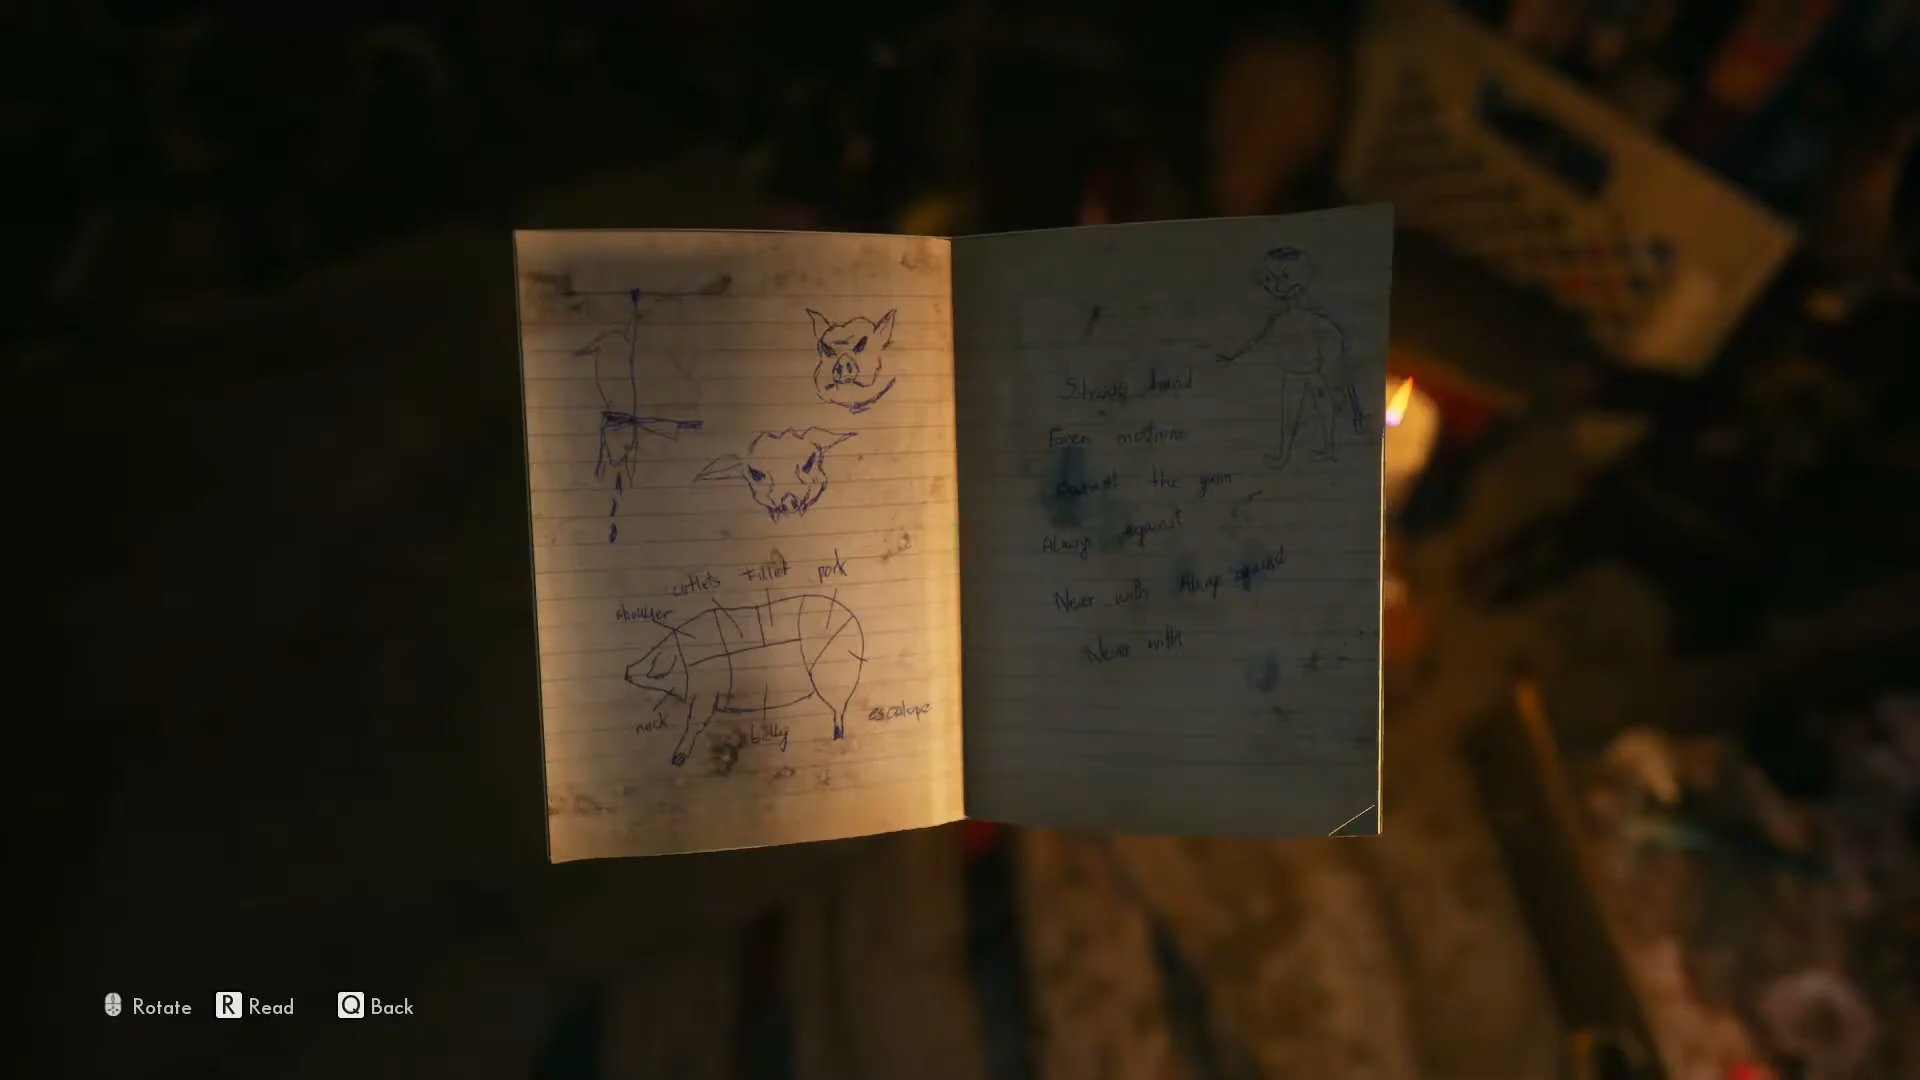 cutlets Fillet pork
shoulder
neck
belly
escalope
Strong hand
Even motions
against the grain
Always against
Never with Always against
Never with
Rotate R Read Q Back